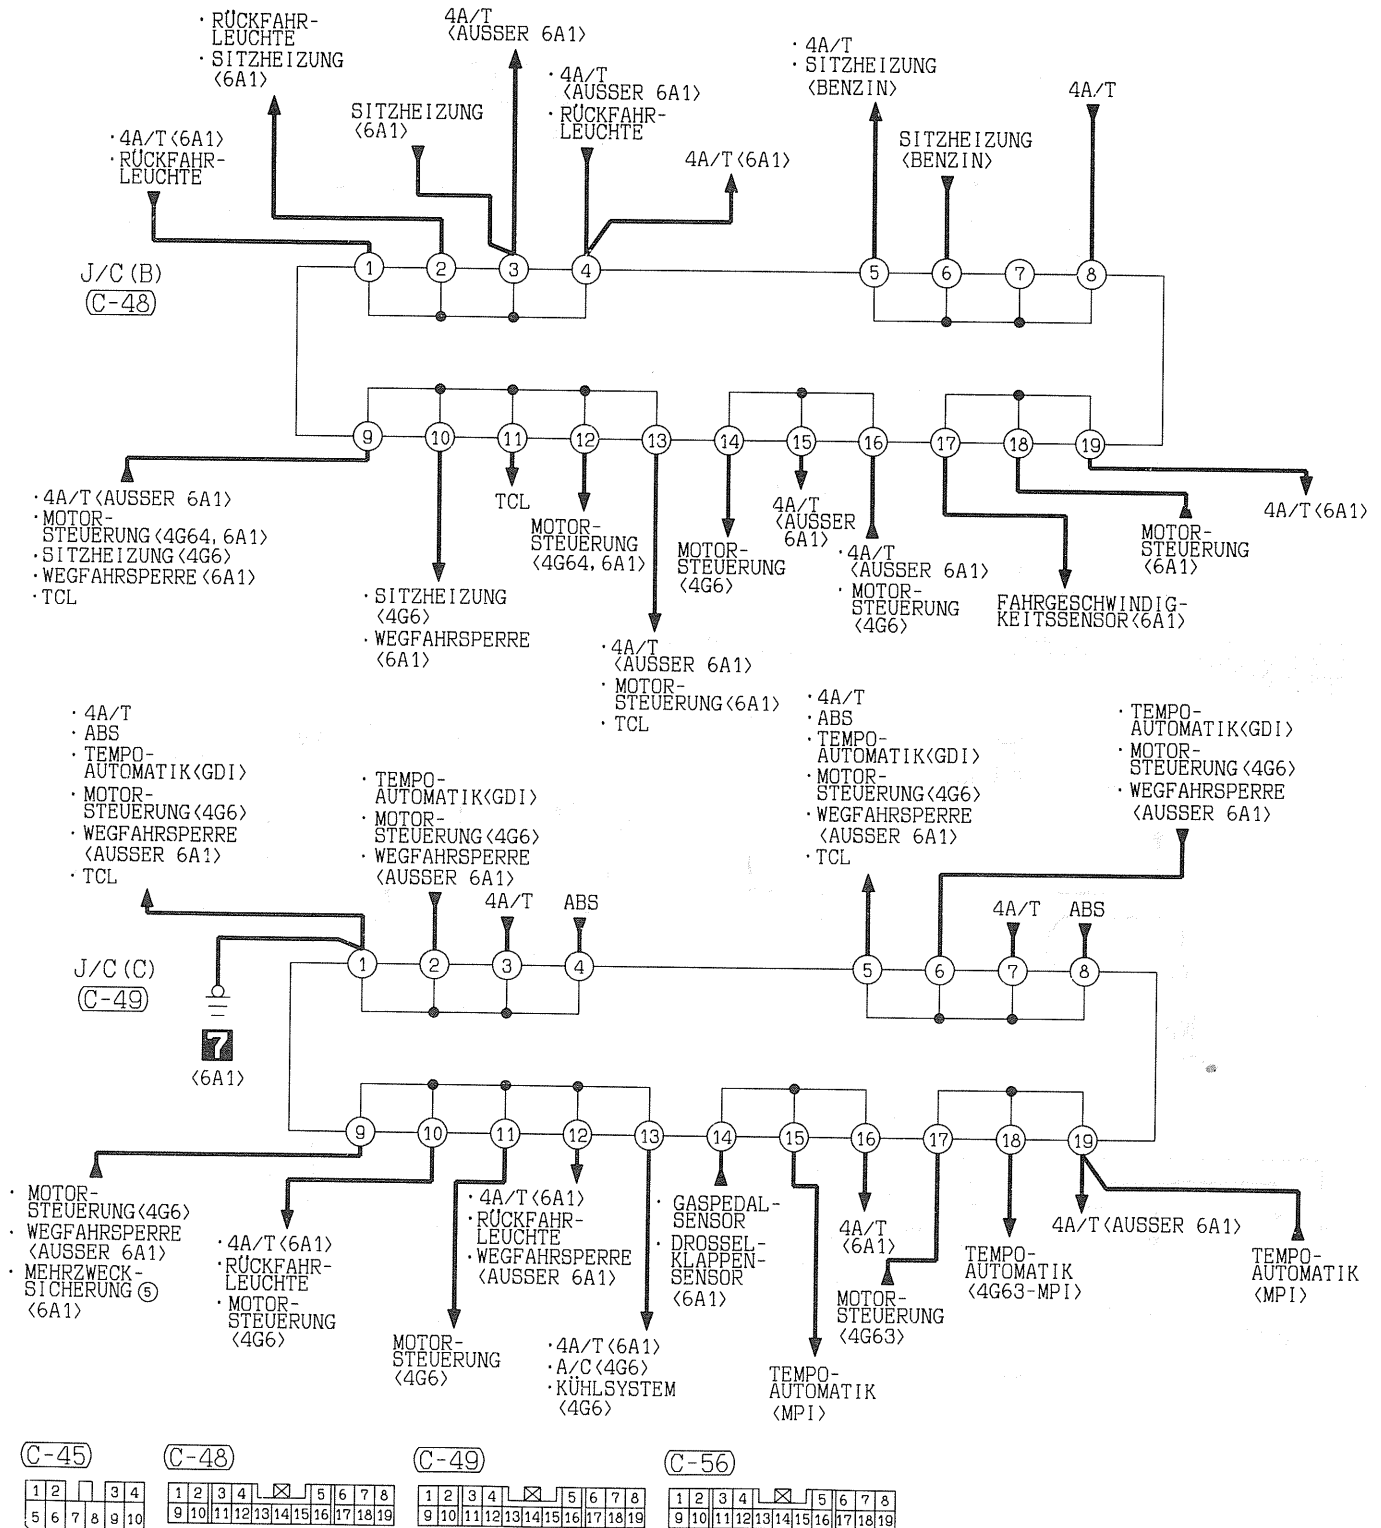 · RÜCKFAHR-
LEUCHTE
· SITZHEIZUNG
<6A1>
4A/T
<AUSSER 6A1>
· 4A/T
<AUSSER 6A1>
· RÜCKFAHR-
LEUCHTE
· 4A/T
· SITZHEIZUNG
<BENZIN>
4A/T
SITZHEIZUNG
<6A1>
SITZHEIZUNG
<BENZIN>
· 4A/T<6A1>
· RÜCKFAHR-
LEUCHTE
4A/T<6A1>
J/C(B)
C-48
1 2 3 4 5 6 7 8
9 10 11 12 13 14 15 16 17 18 19
· 4A/T<AUSSER 6A1>
· MOTOR-
STEUERUNG<4G64,6A1>
· SITZHEIZUNG<4G6>
· WEGFAHRSPERRE<6A1>
· TCL
· SITZHEIZUNG
<4G6>
· WEGFAHRSPERRE
<6A1>
TCL
MOTOR-
STEUERUNG
<4G64,6A1>
· 4A/T
<AUSSER 6A1>
· MOTOR-
STEUERUNG<6A1>
· TCL
MOTOR-
STEUERUNG
<4G6>
4A/T
<AUSSER
6A1>
· 4A/T
<AUSSER 6A1>
· MOTOR-
STEUERUNG
<4G6>
FAHRGESCHWINDIG-
KEITSSENSOR<6A1>
MOTOR-
STEUERUNG
<6A1>
4A/T<6A1>
· 4A/T
· ABS
· TEMPO-
AUTOMATIK<GDI>
· MOTOR-
STEUERUNG<4G6>
· WEGFAHRSPERRE
<AUSSER 6A1>
· TCL
· TEMPO-
AUTOMATIK<GDI>
· MOTOR-
STEUERUNG<4G6>
· WEGFAHRSPERRE
<AUSSER 6A1>
4A/T
ABS
· 4A/T
· ABS
· TEMPO-
AUTOMATIK<GDI>
· MOTOR-
STEUERUNG<4G6>
· WEGFAHRSPERRE
<AUSSER 6A1>
· TCL
· TEMPO-
AUTOMATIK<GDI>
· MOTOR-
STEUERUNG<4G6>
· WEGFAHRSPERRE
<AUSSER 6A1>
4A/T
ABS
J/C(C)
C-49
7
<6A1>
1 2 3 4 5 6 7 8
9 10 11 12 13 14 15 16 17 18 19
· MOTOR-
STEUERUNG<4G6>
· WEGFAHRSPERRE
<AUSSER 6A1>
· MEHRZWECK-
SICHERUNG ⑤
<6A1>
· 4A/T<6A1>
· RÜCKFAHR-
LEUCHTE
· MOTOR-
STEUERUNG
<4G6>
MOTOR-
STEUERUNG
<4G6>
· 4A/T<6A1>
· RÜCKFAHR-
LEUCHTE
· WEGFAHRSPERRE
<AUSSER 6A1>
· 4A/T<6A1>
· A/C<4G6>
· KÜHLSYSTEM
<4G6>
· GASPEDAL-
SENSOR
· DROSSEL-
KLAPPEN-
SENSOR
<6A1>
TEMPO-
AUTOMATIK
<MPI>
4A/T
<6A1>
MOTOR-
STEUERUNG
<4G63>
TEMPO-
AUTOMATIK
<4G63-MPI>
4A/T<AUSSER 6A1>
TEMPO-
AUTOMATIK
<MPI>
C-45
1 2 3 4
5 6 7 8 9 10
C-48
1 2 3 4 5 6 7 8
9 10 11 12 13 14 15 16 17 18 19
C-49
1 2 3 4 5 6 7 8
9 10 11 12 13 14 15 16 17 18 19
C-56
1 2 3 4 5 6 7 8
9 10 11 12 13 14 15 16 17 18 19